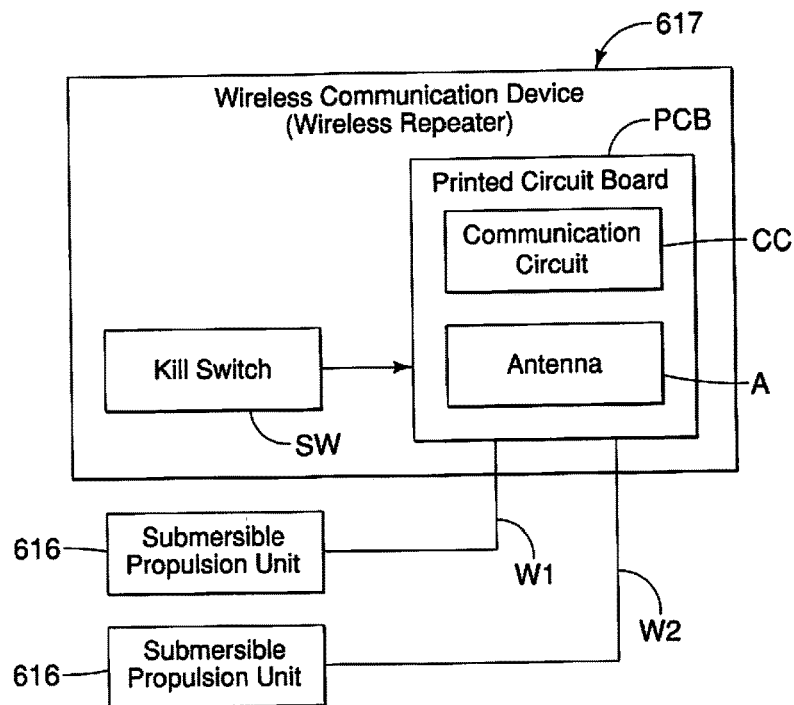 617
Wireless Communication Device
(Wireless Repeater)
PCB
Printed Circuit Board
Communication
Circuit
CC
Kill Switch
Antenna
A
SW
616
Submersible
Propulsion Unit
W1
W2
616
Submersible
Propulsion Unit